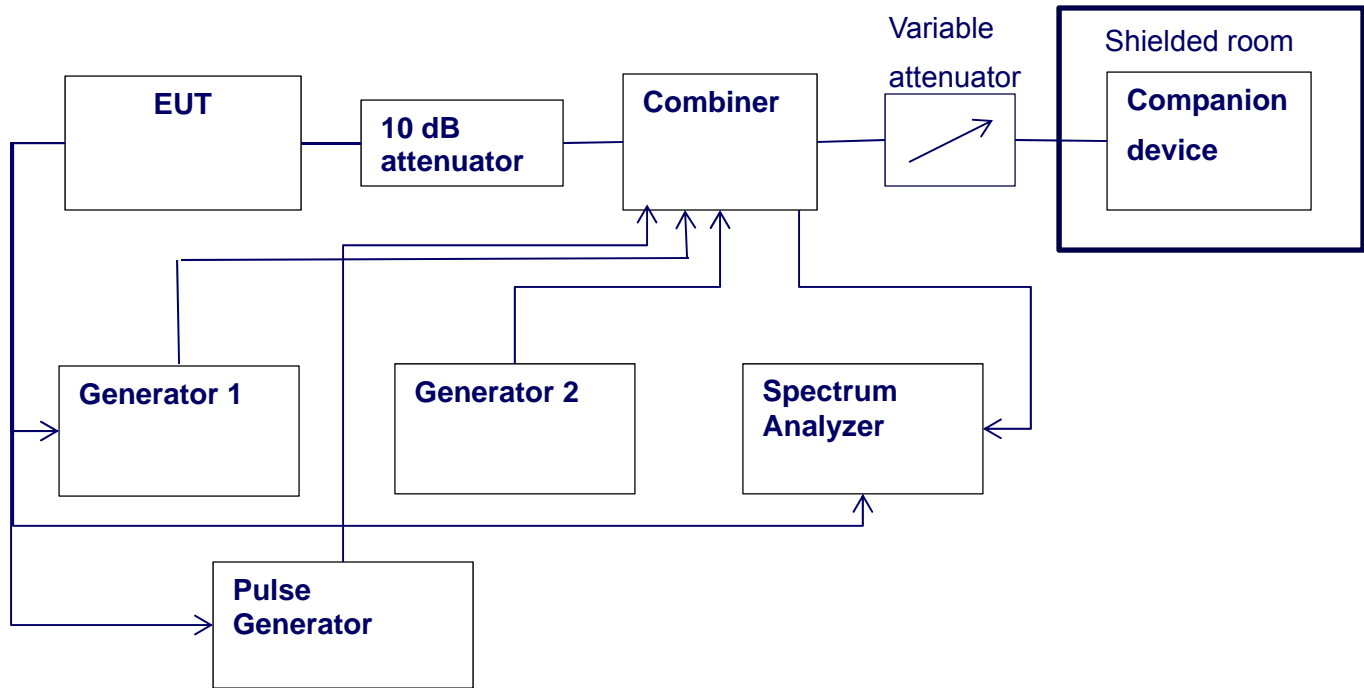 Variable
attenuator
Shielded room
EUT
10 dB
attenuator
Combiner
Companion
device
Generator 1
Generator 2
Spectrum
Analyzer
Pulse
Generator